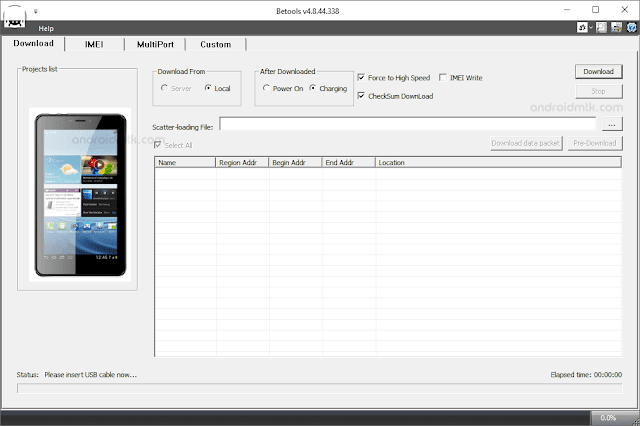 Betools v4.8.44.338
Help
Download IMEI MultiPort Custom
Projects list
Download From
Server Local
After Downloaded
Power On Charging
Force to High Speed IMEI Write
CheckSum DownLoad
Download
Stop
androidmtk.com
Scatter-loading File: ...
Select All
Download data packet Pre-Download
Name Region Addr Begin Addr End Addr Location
androidmtk.com
12:46
Status: Please insert USB cable now... Elapsed time: 00:00:00
0.0%